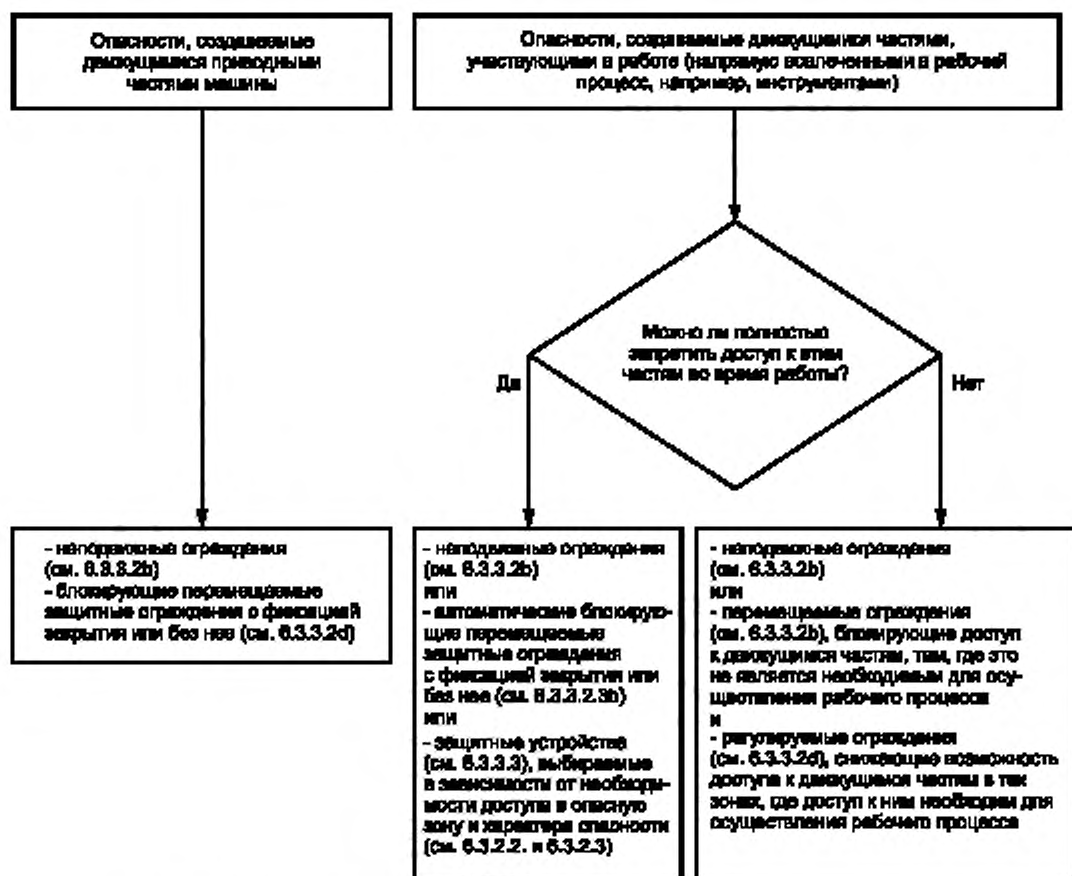 Опасности, создаваемые
движущимися приводными
частями машины
Опасности, создаваемые движущимися частями,
участвующими в работе (напрямую вовлеченными в рабочий
процесс, например, инструментами)
Можно ли полностью
запретить доступ к этим
частям во время работы?
Да
Нет
- неподвижные ограждения
(см. 6.3.3.2b)
- блокирующие перемещаемые
защитные ограждения с фиксацией
закрытия или без нее (см. 6.3.3.2d)
- неподвижные ограждения
(см. 6.3.3.2b)
или
- автоматические блокирую-
щие перемещаемые
защитные ограждения
с фиксацией закрытия или
без нее (см. 6.3.3.2.3b)
или
- защитные устройства
(см. 6.3.3.3), выбираемые
в зависимости от необходи-
мости доступа в опасную
зону и характера опасности
(см. 6.3.2.2. и 6.3.2.3)
- неподвижные ограждения
(см. 6.3.3.2b)
или
- перемещаемые ограждения
(см. 6.3.3.2b), блокирующие доступ
к движущимся частям, там, где это
не является необходимым для осу-
ществления рабочего процесса
и
- регулируемые ограждения
(см. 6.3.3.2d), снижающие возможность
доступа к движущимся частям в тех
зонах, где доступ к ним необходим для
осуществления рабочего процесса